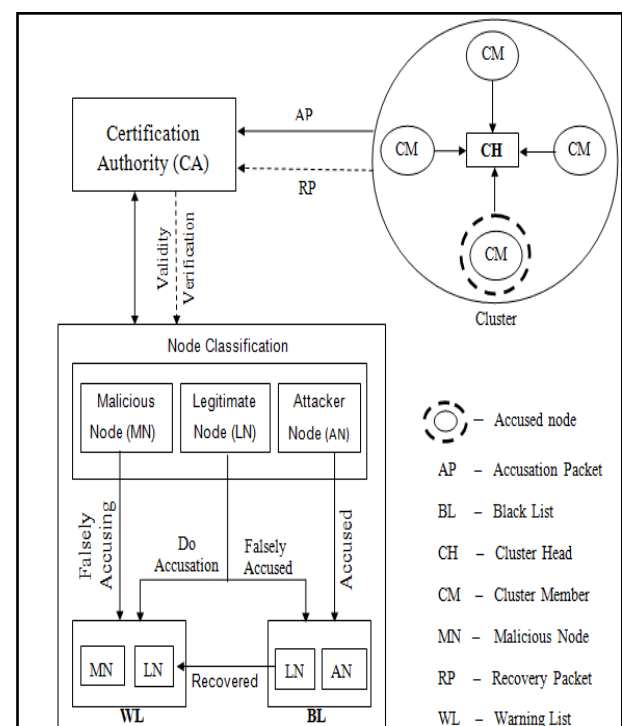 CM
Certification
Authority (CA)
AP
RP
CM
CH
CM
CM
Cluster
Validity
Verification
Node Classification
Malicious
Node (MN)
Legitimate
Node (LN)
Attacker
Node (AN)
Falsely
Accusing
Do
Accusation
Falsely
Accused
Accused
MN
LN
Recovered
LN
AN
WL
BL
– Accused node
AP – Accusation Packet
BL – Black List
CH – Cluster Head
CM – Cluster Member
MN – Malicious Node
RP – Recovery Packet
WL – Warning List